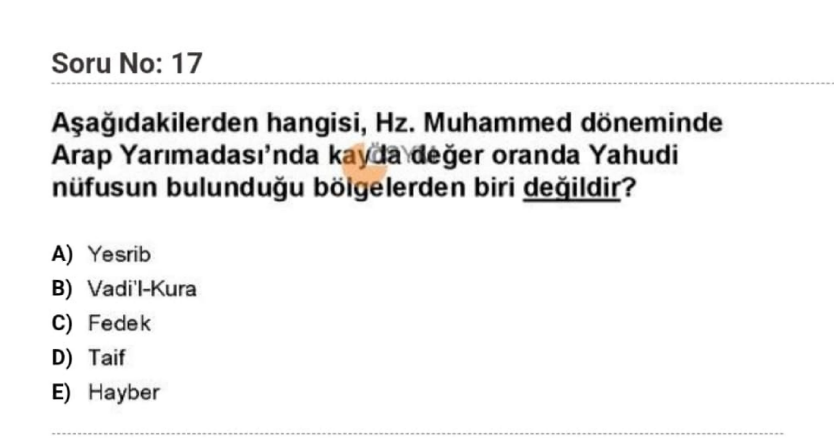 Soru No: 17
Aşağıdakilerden hangisi, Hz. Muhammed döneminde
Arap Yarımadası'nda kayda değer oranda Yahudi
nüfusun bulunduğu bölgelerden biri değildir?
A) Yesrib
B) Vadi'l-Kura
C) Fedek
D) Taif
E) Hayber